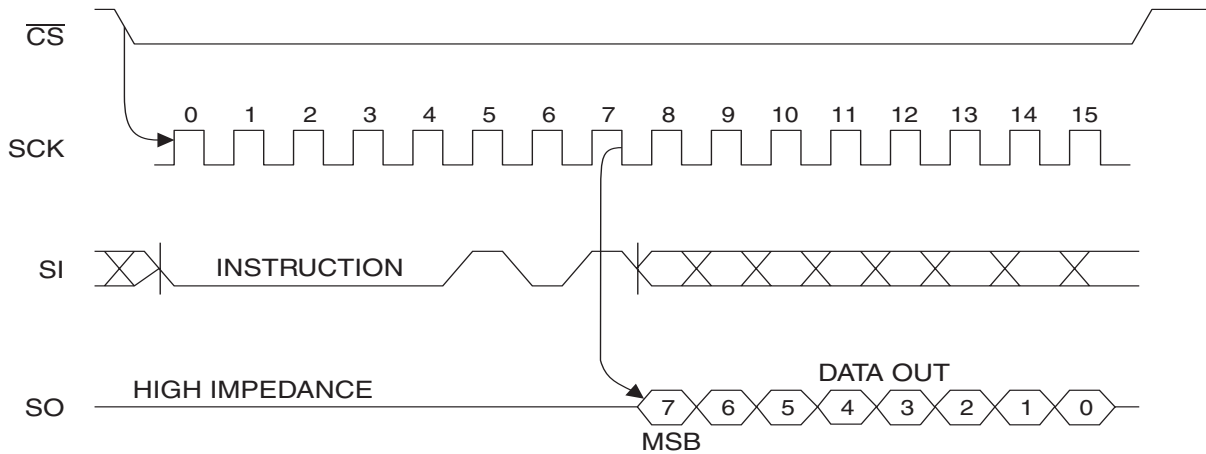 CS
0 1 2 3 4 5 6 7 8 9 10 11 12 13 14 15
SCK
SI
INSTRUCTION
HIGH IMPEDANCE
DATA OUT
SO
7 6 5 4 3 2 1 0
MSB